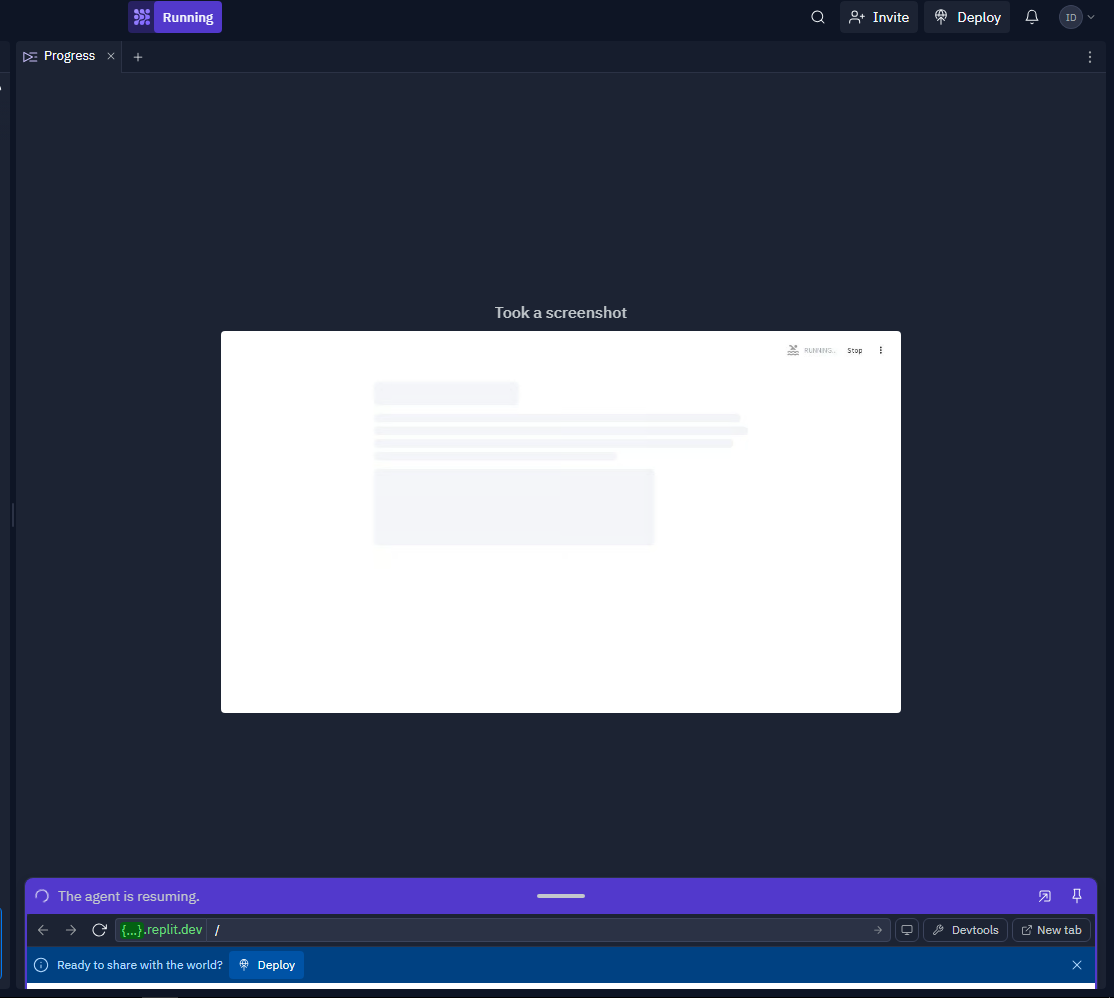 Running
Invite
Deploy
ID
Progress
Took a screenshot
RUNNING...
Stop
The agent is resuming.
{...}.replit.dev
/
Devtools
New tab
Ready to share with the world?
Deploy